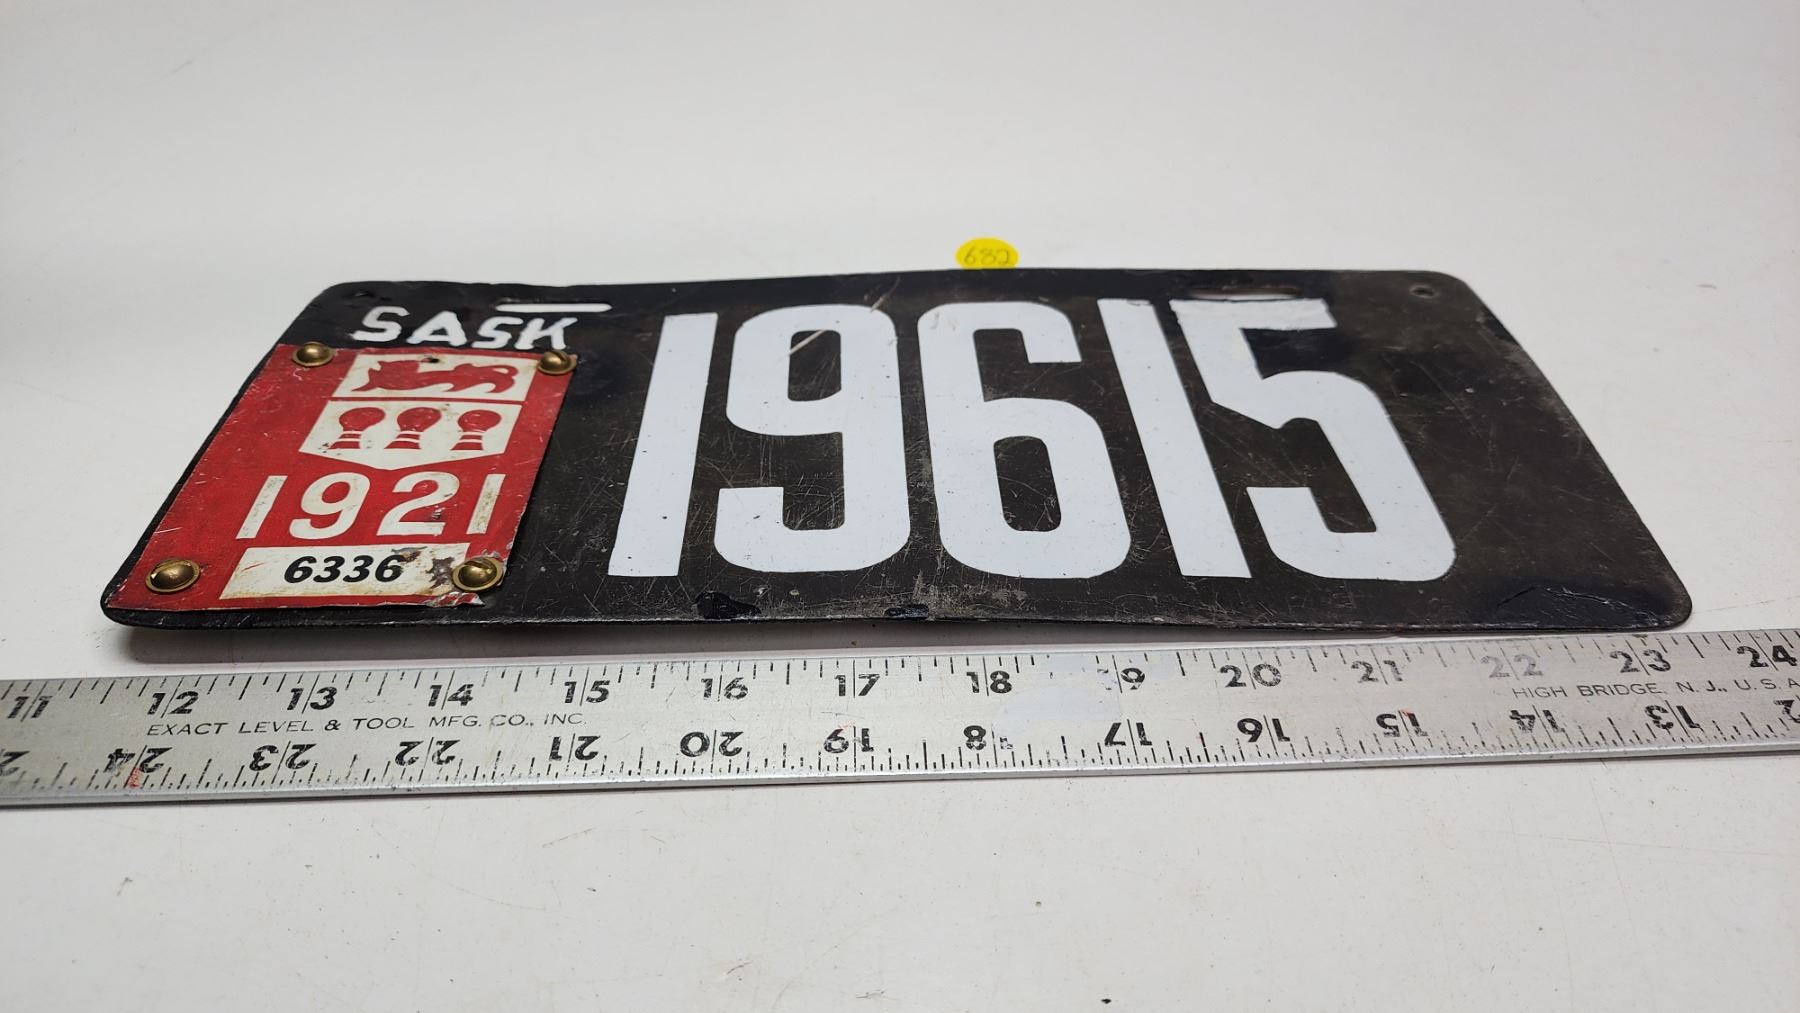 682
SASK
19615
1921
6336
11 12 13 14 15 16 17 18 19 20 21 22 23 24
EXACT LEVEL & TOOL MFG. CO., INC.
HIGH BRIDGE, N.J., U.S.A
24 23 22 21 20 19 18 17 16 15 14 13